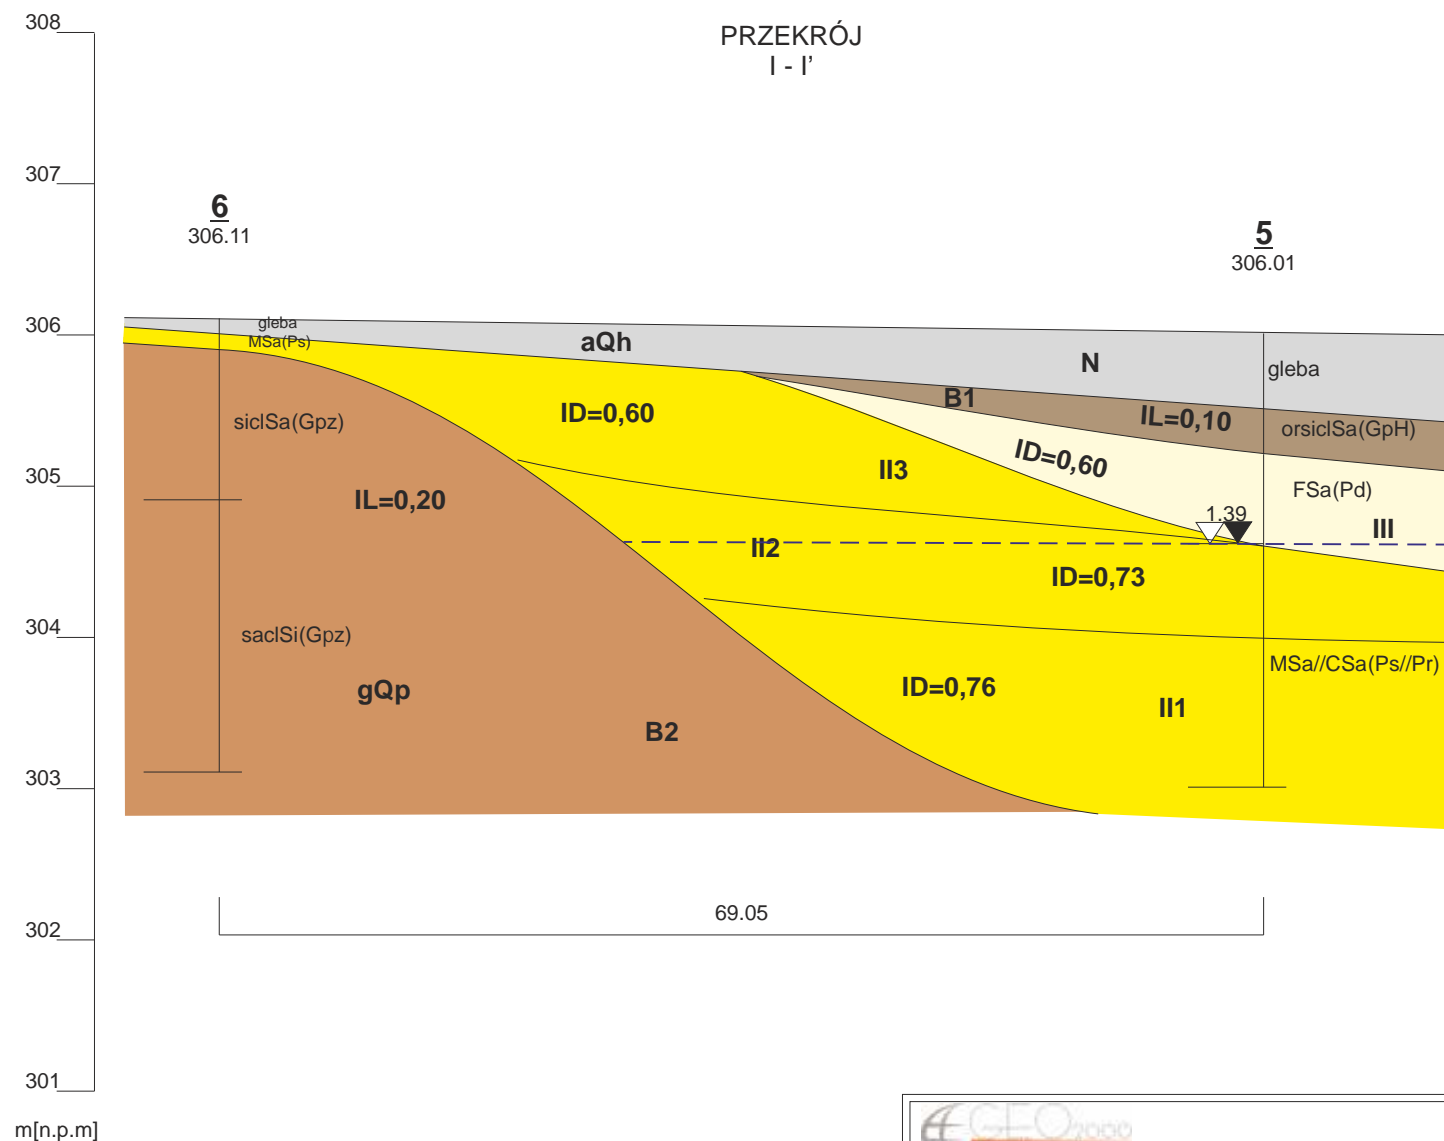 308
PRZEKRÓJ
I - I'
307
6
306.11
5
306.01
306
gleba
MSa(Ps)
aQh
N
gleba
B1
ID=0,60
IL=0,10
siclSa(Gpz)
orsiclSa(GpH)
ID=0,60
II3
305
IL=0,20
FSa(Pd)
1.39
III
II2
ID=0,73
304
saclSi(Gpz)
MSa//CSa(Ps//Pr)
gQp
ID=0,76
II1
B2
303
69.05
302
301
m[n.p.m]
GEO2000